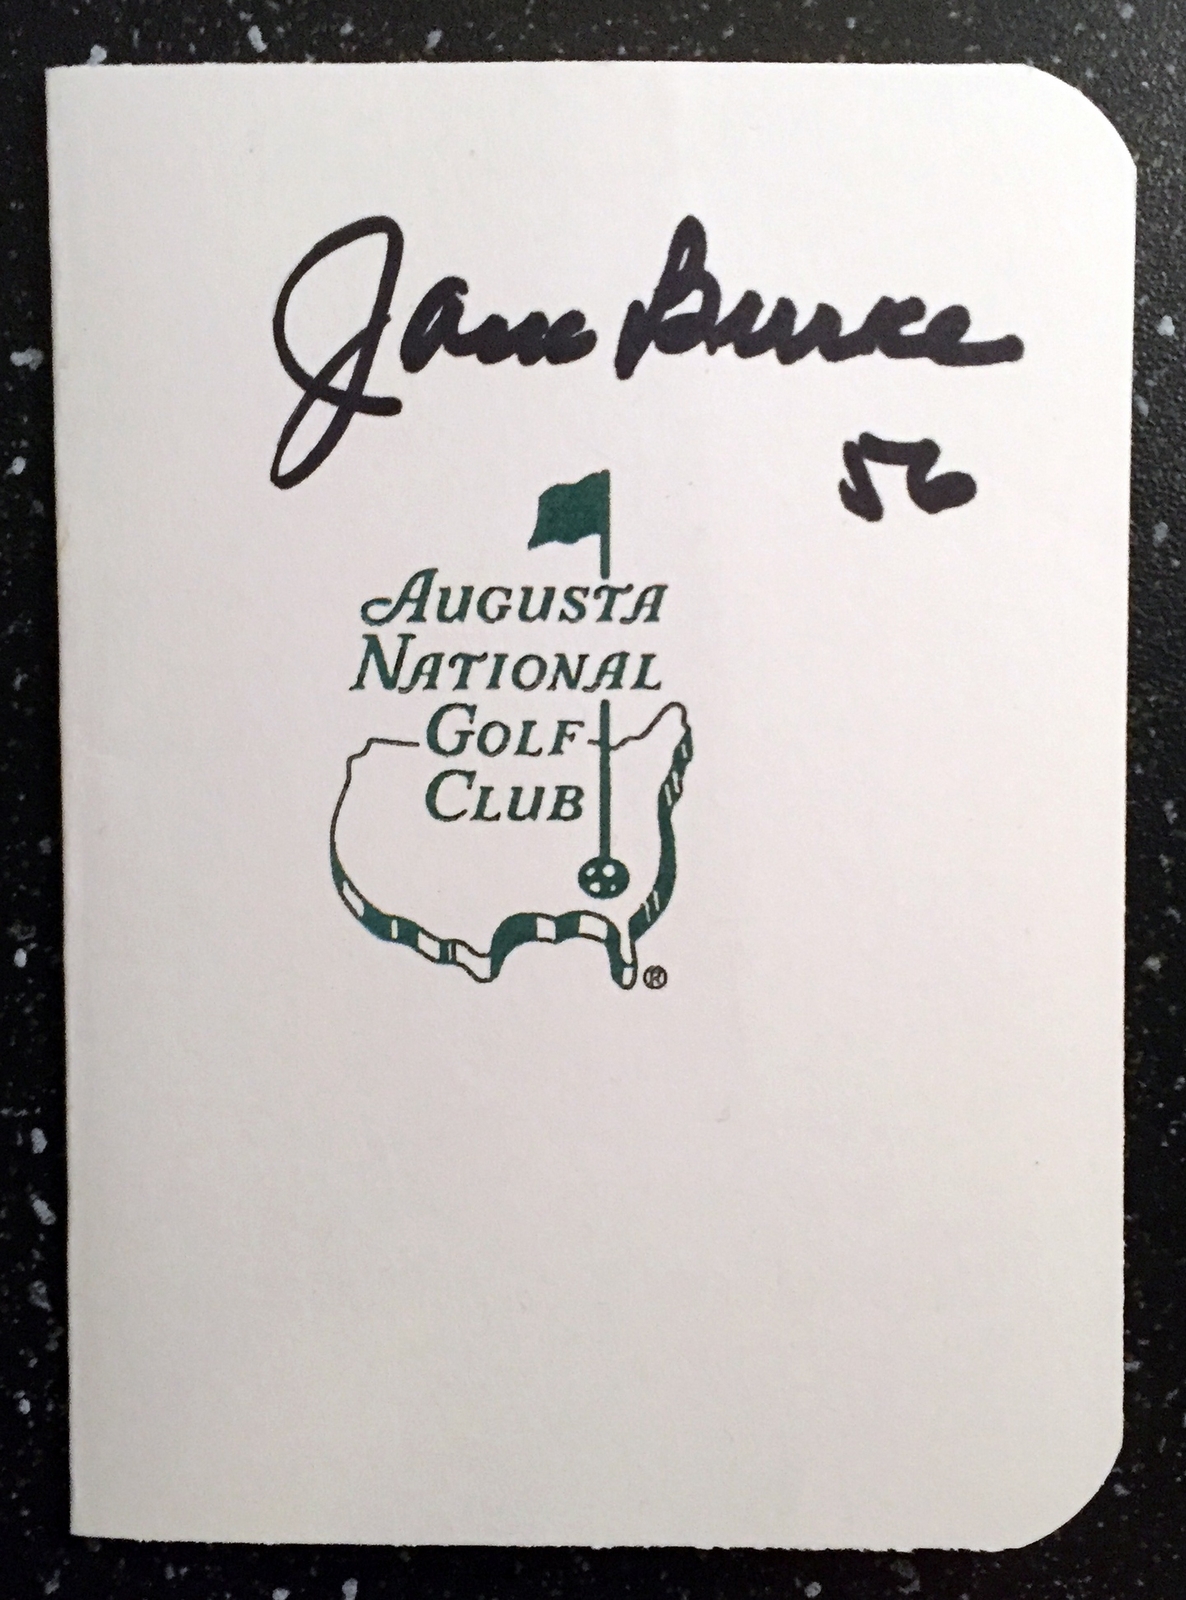 Jack Burke
56
AUGUSTA
NATIONAL
GOLF
CLUB
®